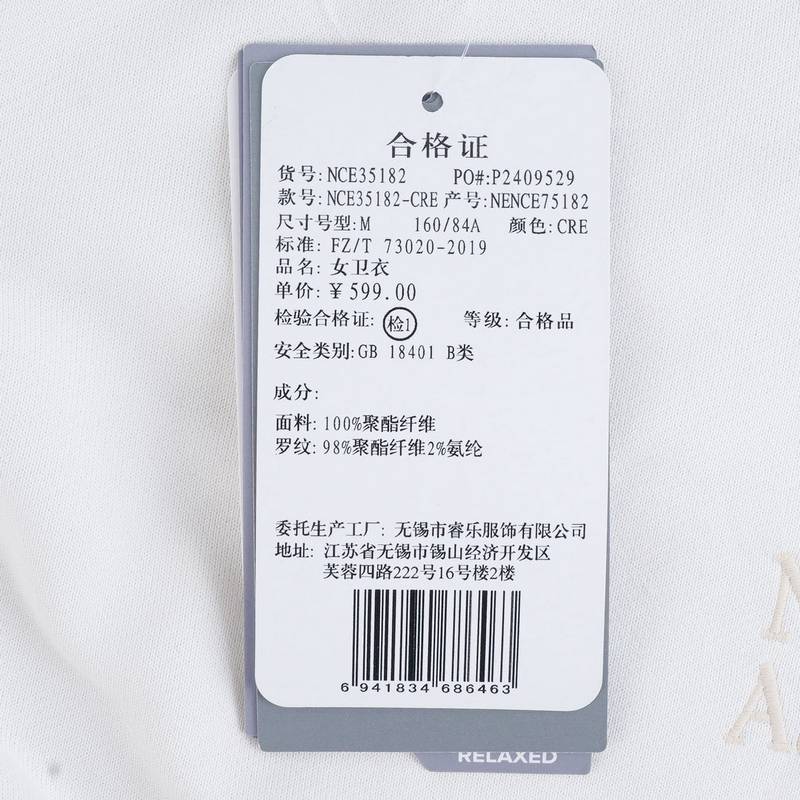 合格证
货号:NCE35182 PO#:P2409529
款号:NCE35182-CRE 产号:NENCE75182
尺寸号型:M 160/84A 颜色:CRE
标准: FZ/T 73020-2019
品名: 女卫衣
单价:￥599.00
检验合格证: 检1 等级: 合格品
安全类别:GB 18401 B类
成分:
面料: 100%聚酯纤维
罗纹: 98%聚酯纤维2%氨纶
委托生产工厂: 无锡市睿乐服饰有限公司
地址: 江苏省无锡市锡山经济开发区
芙蓉四路222号16号楼2楼
6 941834 686463
RELAXED